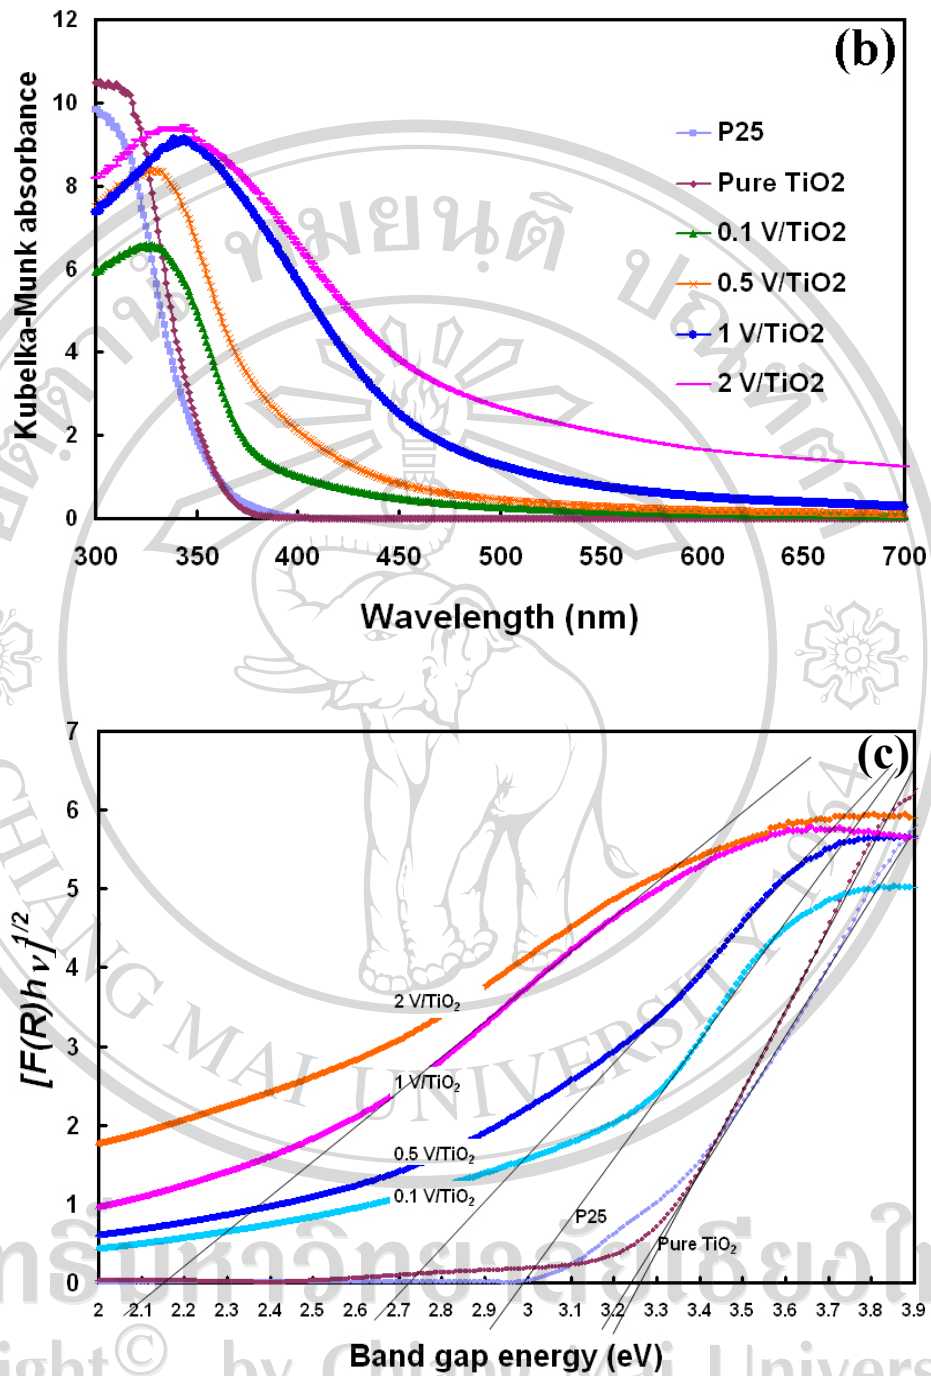 (b)
Kubelka-Munk absorbance
12
10
8
6
4
2
0
300 350 400 450 500 550 600 650 700
Wavelength (nm)
P25
Pure TiO2
0.1 V/TiO2
0.5 V/TiO2
1 V/TiO2
2 V/TiO2
(c)
[F(R)hν]1/2
7
6
5
4
3
2
1
0
2 2.1 2.2 2.3 2.4 2.5 2.6 2.7 2.8 2.9 3 3.1 3.2 3.3 3.4 3.5 3.6 3.7 3.8 3.9
Band gap energy (eV)
2 V/TiO2
1 V/TiO2
0.5 V/TiO2
0.1 V/TiO2
P25
Pure TiO2
CHIANG MAI UNIVERSITY 1964
by Chiang Mai Univers